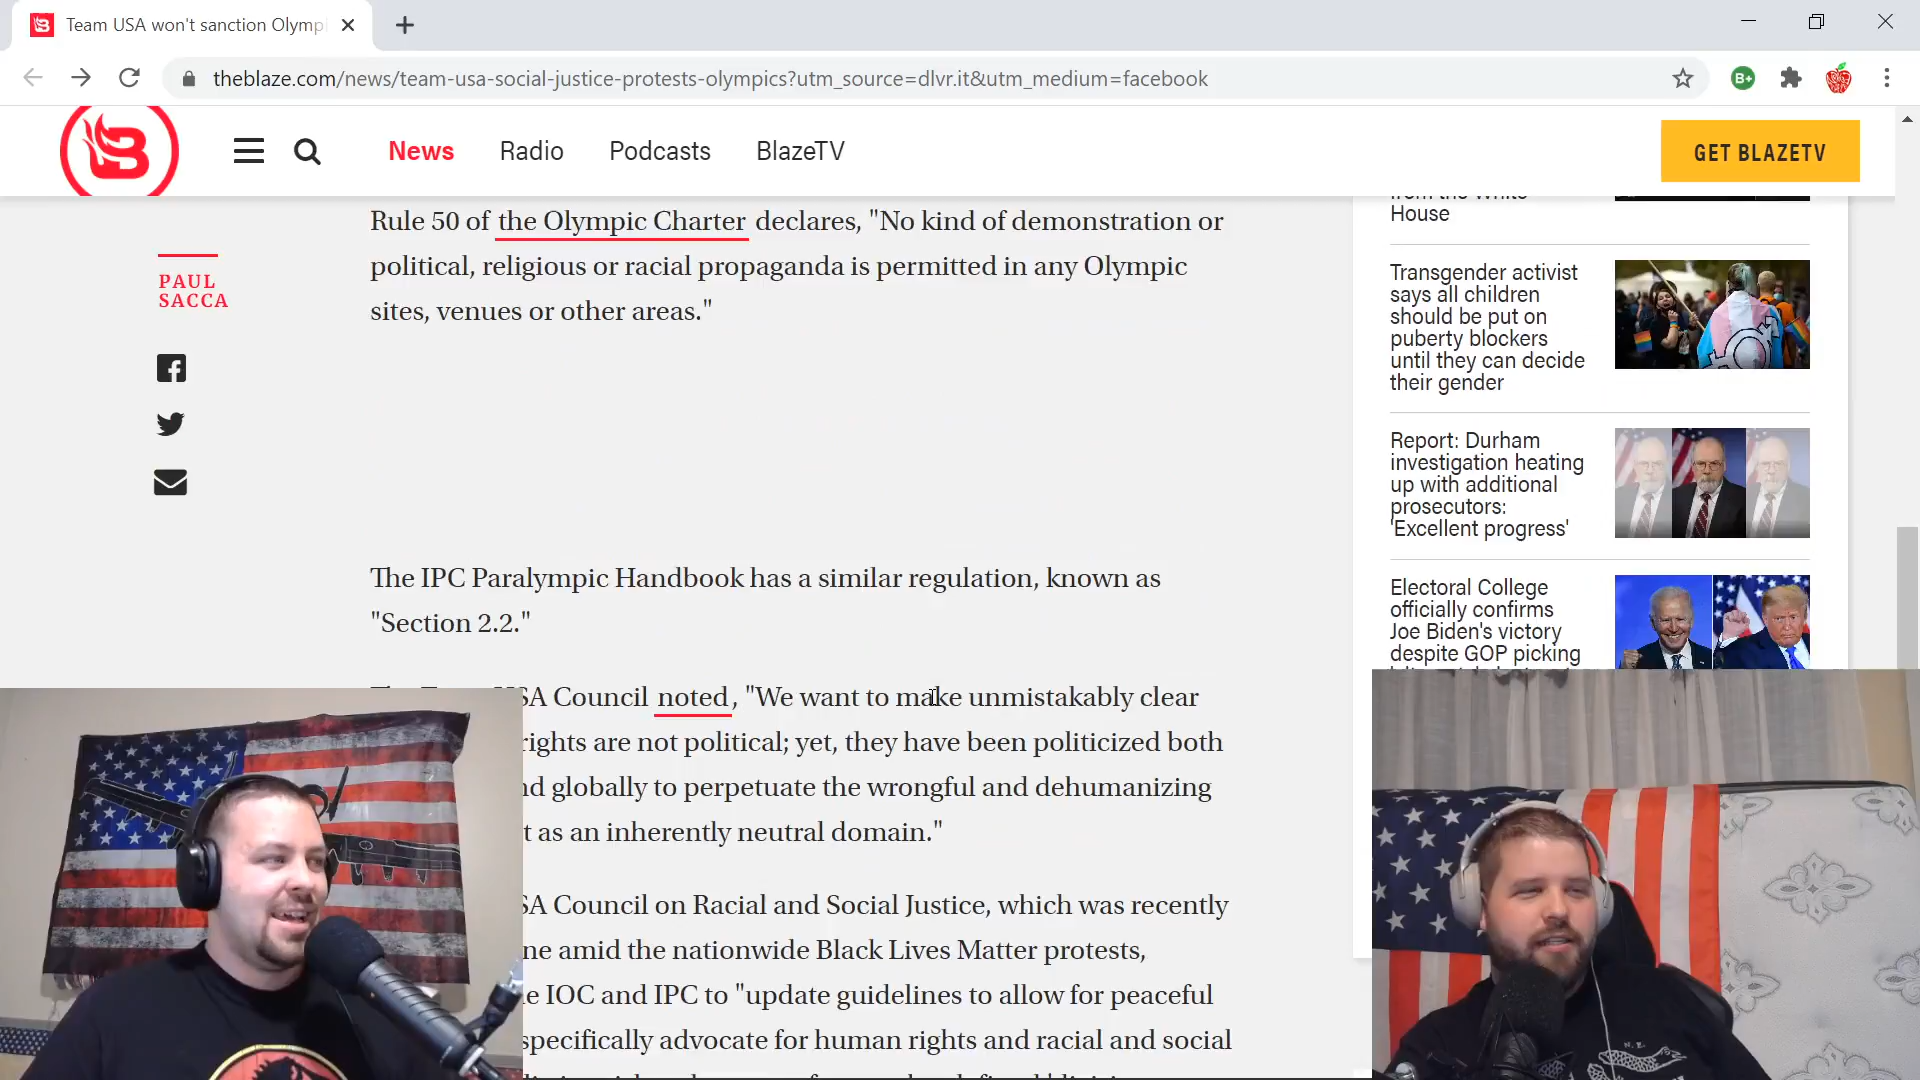 Team USA won't sanction Olymp
theblaze.com/news/team-usa-social-justice-protests-olympics?utm_source=dlvr.it&utm_medium=facebook
B+
News
Radio
Podcasts
BlazeTV
GET BLAZETV
PAUL
SACCA
Rule 50 of the Olympic Charter declares, "No kind of demonstration or
political, religious or racial propaganda is permitted in any Olympic
sites, venues or other areas."
The IPC Paralympic Handbook has a similar regulation, known as
"Section 2.2."
SA Council noted, "We want to make unmistakably clear
rights are not political; yet, they have been politicized both
nd globally to perpetuate the wrongful and dehumanizing
t as an inherently neutral domain."
SA Council on Racial and Social Justice, which was recently
ne amid the nationwide Black Lives Matter protests,
e IOC and IPC to "update guidelines to allow for peaceful
specifically advocate for human rights and racial and social
from the White
House
Transgender activist
says all children
should be put on
puberty blockers
until they can decide
their gender
Report: Durham
investigation heating
up with additional
prosecutors:
'Excellent progress'
Electoral College
officially confirms
Joe Biden's victory
despite GOP picking